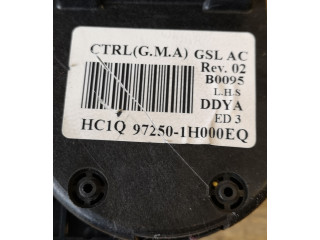 CTRL(G.M.A) GSL AC
Rev. 02
B0095
L.H.S
DDYA
ED 3
HC1Q 97250-1H000EQ